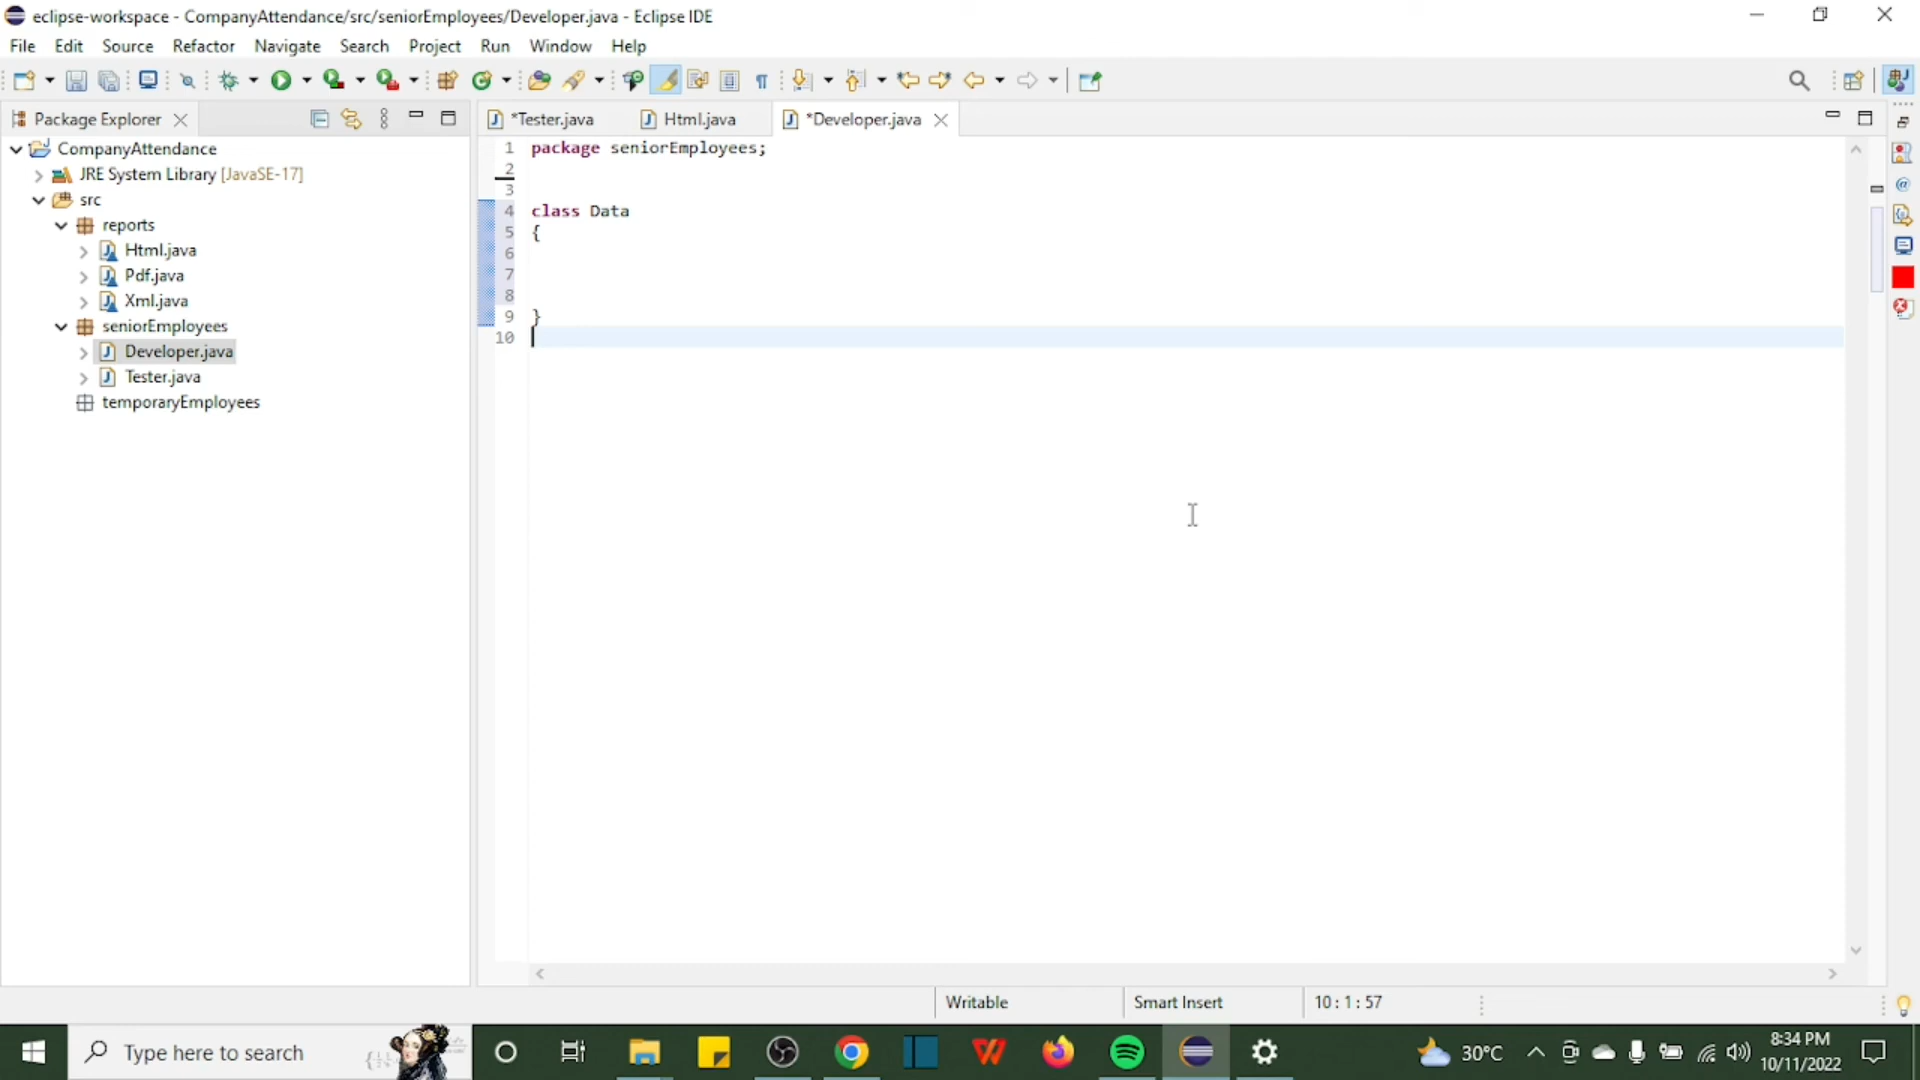 eclipse-workspace - CompanyAttendance/src/seniorEmployees/Developer.java - Eclipse IDE
File Edit Source Refactor Navigate Search Project Run Window Help
Package Explorer
*Tester.java Html.java *Developer.java
CompanyAttendance
JRE System Library [JavaSE-17]
src
reports
Html.java
Pdf.java
Xml.java
seniorEmployees
Developer.java
Tester.java
temporaryEmployees
1 package seniorEmployees;
2
3
4 class Data
5 {
6
7
8
9 }
10
Writable Smart Insert 10 : 1 : 57
Type here to search
30°C
8:34 PM
10/11/2022